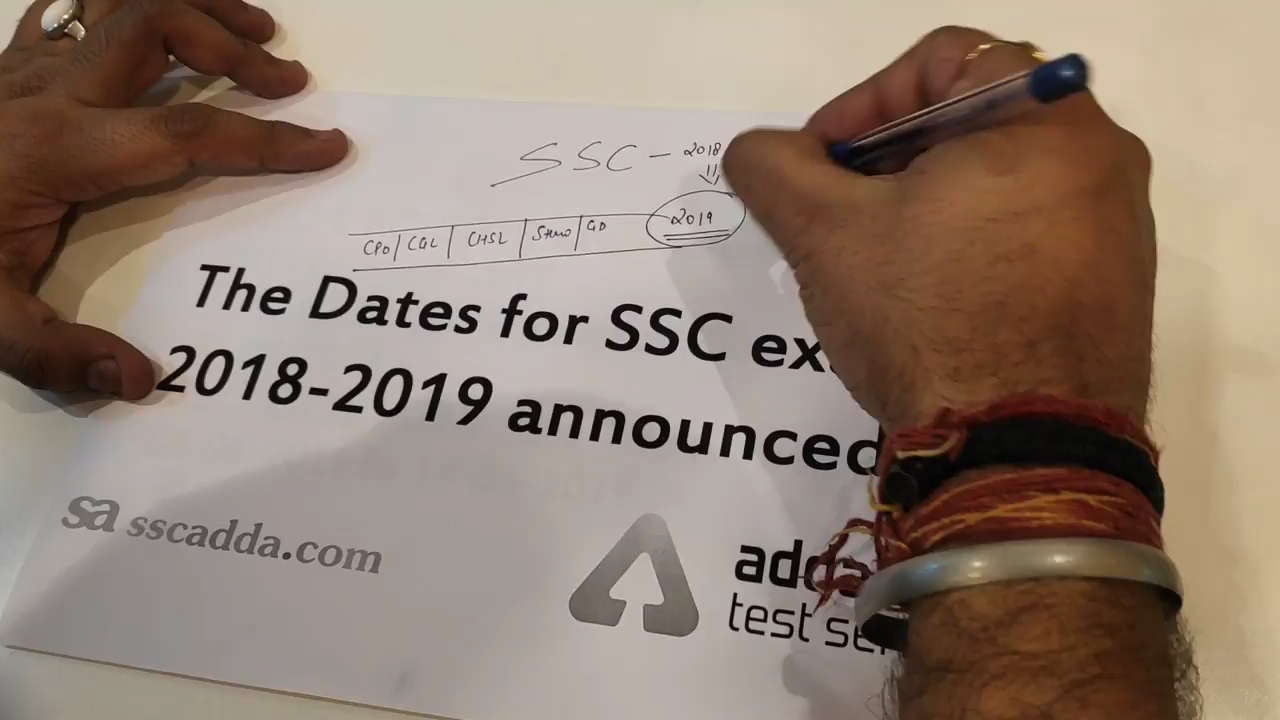 SSC - 2018
CPO CGL CHSL Steno GD 2019
The Dates for SSC ex
2018-2019 announced
sa sscadda.com
adda
test se